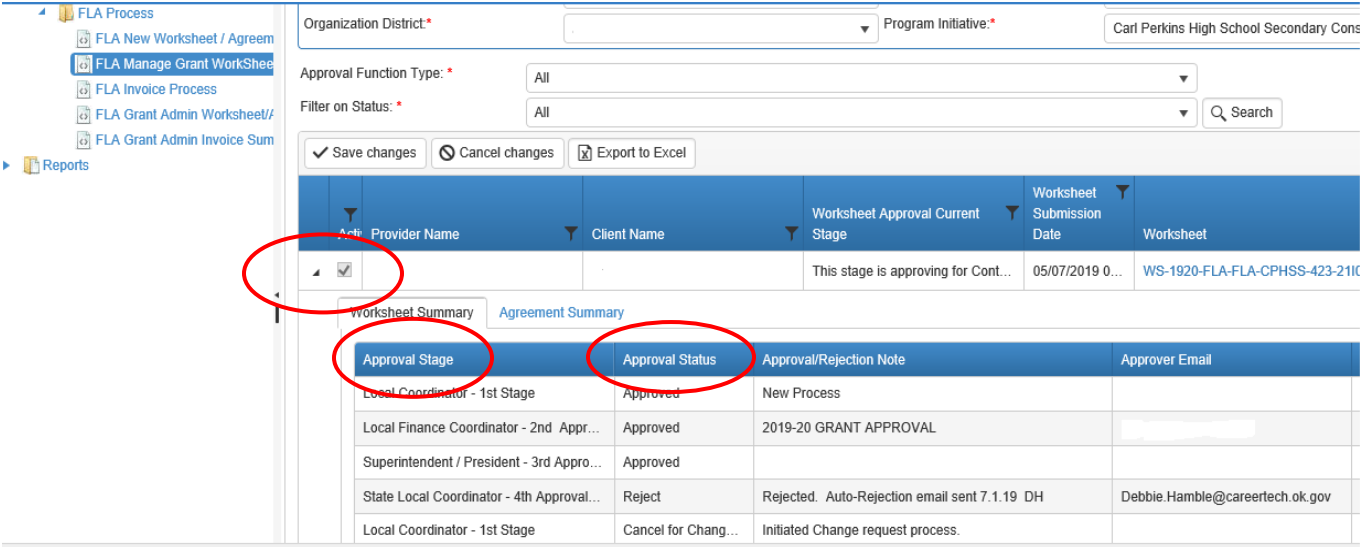 FLA Process
FLA New Worksheet / Agreem
FLA Manage Grant WorkShee
FLA Invoice Process
FLA Grant Admin Worksheet/A
FLA Grant Admin Invoice Sum
Reports
Organization District:* Program Initiative:* Carl Perkins High School Secondary Cons
Approval Function Type: * All
Filter on Status: * All Search
Save changes Cancel changes Export to Excel
Acti Provider Name Client Name Worksheet Approval Current Stage Worksheet Submission Date Worksheet
This stage is approving for Cont... 05/07/2019 0... WS-1920-FLA-FLA-CPHSS-423-21I0
Worksheet Summary Agreement Summary
Approval Stage Approval Status Approval/Rejection Note Approver Email
Local Coordinator - 1st Stage Approved New Process
Local Finance Coordinator - 2nd Appr... Approved 2019-20 GRANT APPROVAL
Superintendent / President - 3rd Appro... Approved
State Local Coordinator - 4th Approval... Reject Rejected. Auto-Rejection email sent 7.1.19 DH Debbie.Hamble@careertech.ok.gov
Local Coordinator - 1st Stage Cancel for Chang... Initiated Change request process.